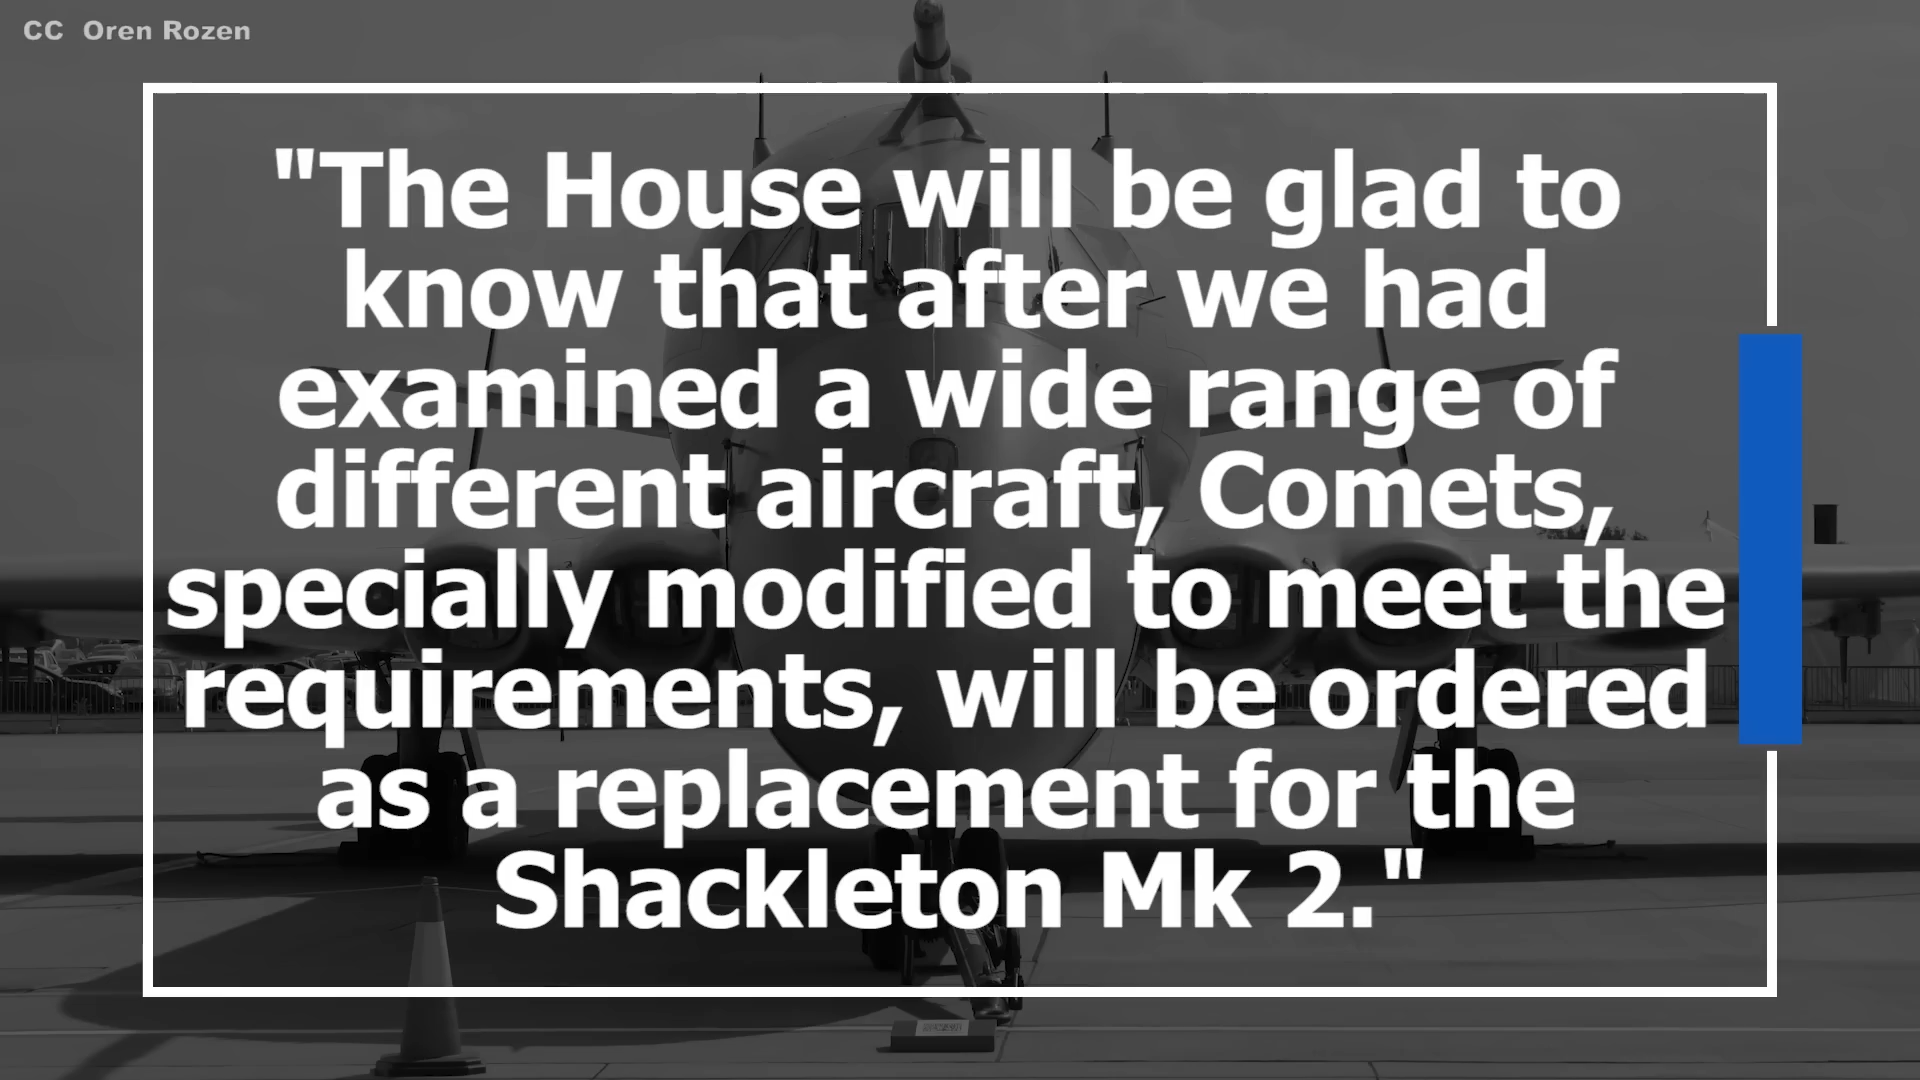 CC Oren Rozen
"The House will be glad to
know that after we had
examined a wide range of
different aircraft, Comets,
specially modified to meet the
requirements, will be ordered
as a replacement for the
Shackleton Mk 2."